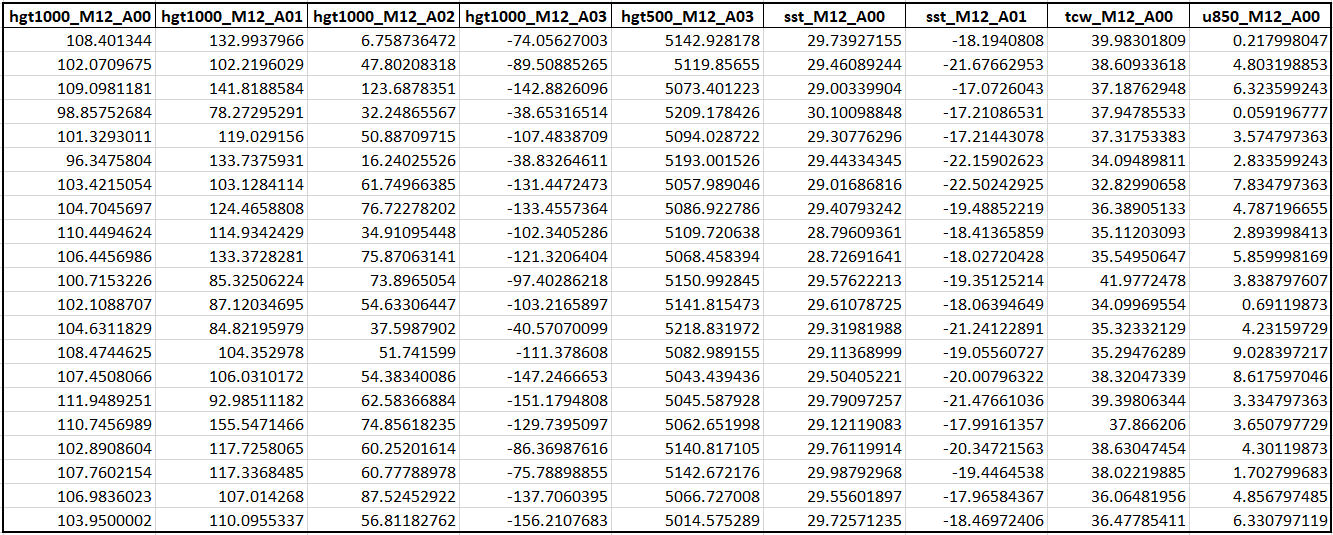 hgt1000_M12_A00 hgt1000_M12_A01 hgt1000_M12_A02 hgt1000_M12_A03 hgt500_M12_A03 sst_M12_A00 sst_M12_A01 tcw_M12_A00 u850_M12_A00
108.401344 132.9937966 6.758736472 -74.05627003 5142.928178 29.73927155 -18.1940808 39.98301809 0.217998047
102.0709675 102.2196029 47.80208318 -89.50885265 5119.85655 29.46089244 -21.67662953 38.60933618 4.803198853
109.0981181 141.8188584 123.6878351 -142.8826096 5073.401223 29.00339904 -17.0726043 37.18762948 6.323599243
98.85752684 78.27295291 32.24865567 -38.65316514 5209.178426 30.10098848 -17.21086531 37.94785533 0.059196777
101.3293011 119.029156 50.88709715 -107.4838709 5094.028722 29.30776296 -17.21443078 37.31753383 3.574797363
96.3475804 133.7375931 16.24025526 -38.83264611 5193.001526 29.44334345 -22.15902623 34.09489811 2.833599243
103.4215054 103.1284114 61.74966385 -131.4472473 5057.989046 29.01686816 -22.50242925 32.82990658 7.834797363
104.7045697 124.4658808 76.72278202 -133.4557364 5086.922786 29.40793242 -19.48852219 36.38905133 4.787196655
110.4494624 114.9342429 34.91095448 -102.3405286 5109.720638 28.79609361 -18.41365859 35.11203093 2.893998413
106.4456986 133.3728281 75.87063141 -121.3206404 5068.458394 28.72691641 -18.02720428 35.54950647 5.859998169
100.7153226 85.32506224 73.8965054 -97.40286218 5150.992845 29.57622213 -19.35125214 41.9772478 3.838797607
102.1088707 87.12034695 54.63306447 -103.2165897 5141.815473 29.61078725 -18.06394649 34.09969554 0.69119873
104.6311829 84.82195979 37.5987902 -40.57070099 5218.831972 29.31981988 -21.24122891 35.32332129 4.23159729
108.4744625 104.352978 51.741599 -111.378608 5082.989155 29.11368999 -19.05560727 35.29476289 9.028397217
107.4508066 106.0310172 54.38340086 -147.2466653 5043.439436 29.50405221 -20.00796322 38.32047339 8.617597046
111.9489251 92.98511182 62.58366884 -151.1794808 5045.587928 29.79097257 -21.47661036 39.39806344 3.334797363
110.7456989 155.5471466 74.85618235 -129.7395097 5062.651998 29.12119083 -17.99161357 37.866206 3.650797729
102.8908604 117.7258065 60.25201614 -86.36987616 5140.817105 29.76119914 -20.34721563 38.63047454 4.30119873
107.7602154 117.3368485 60.77788978 -75.78898855 5142.672176 29.98792968 -19.4464538 38.02219885 1.702799683
106.9836023 107.014268 87.52452922 -137.7060395 5066.727008 29.55601897 -17.96584367 36.06481956 4.856797485
103.9500002 110.0955337 56.81182762 -156.2107683 5014.575289 29.72571235 -18.46972406 36.47785411 6.330797119